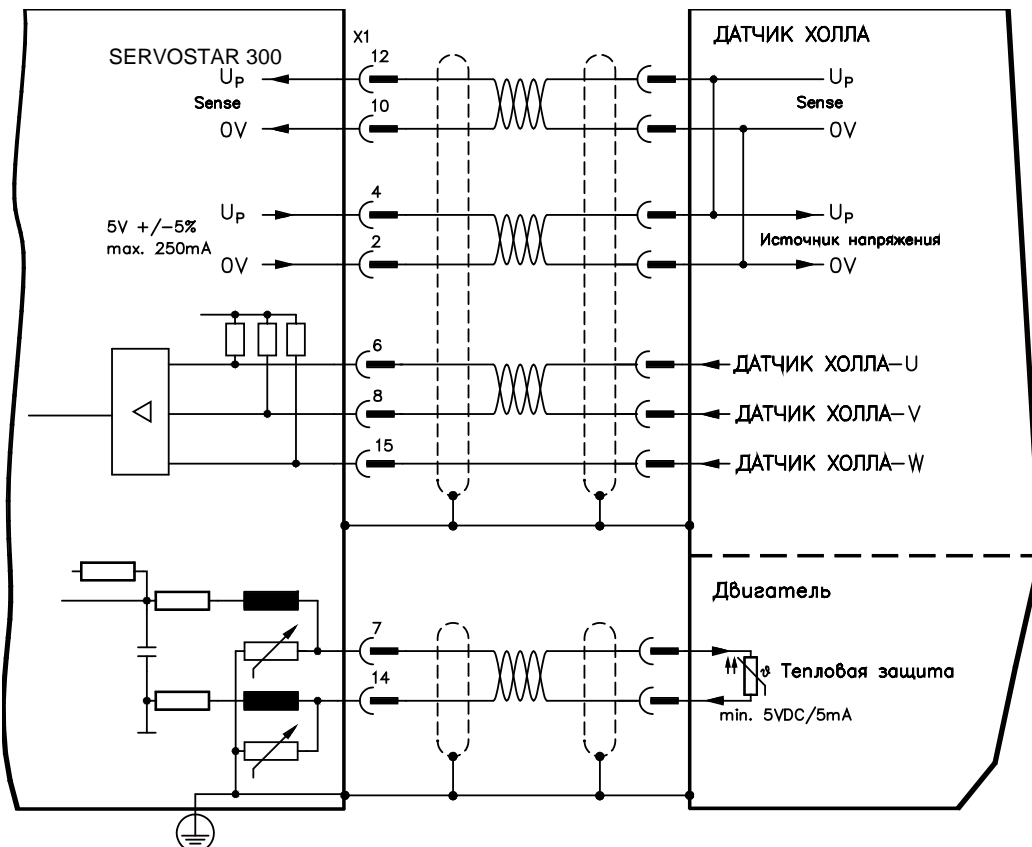 X1
SERVOSTAR 300
ДАТЧИК ХОЛЛА
12
UP
UP
Sense
Sense
10
0V
0V
4
UP
UP
5V +/−5%
max. 250mA
Источник напряжения
2
0V
0V
6
ДАТЧИК ХОЛЛА−U
8
ДАТЧИК ХОЛЛА−V
15
ДАТЧИК ХОЛЛА−W
Двигатель
7
ϑ Тепловая защита
14
min. 5VDC/5mA